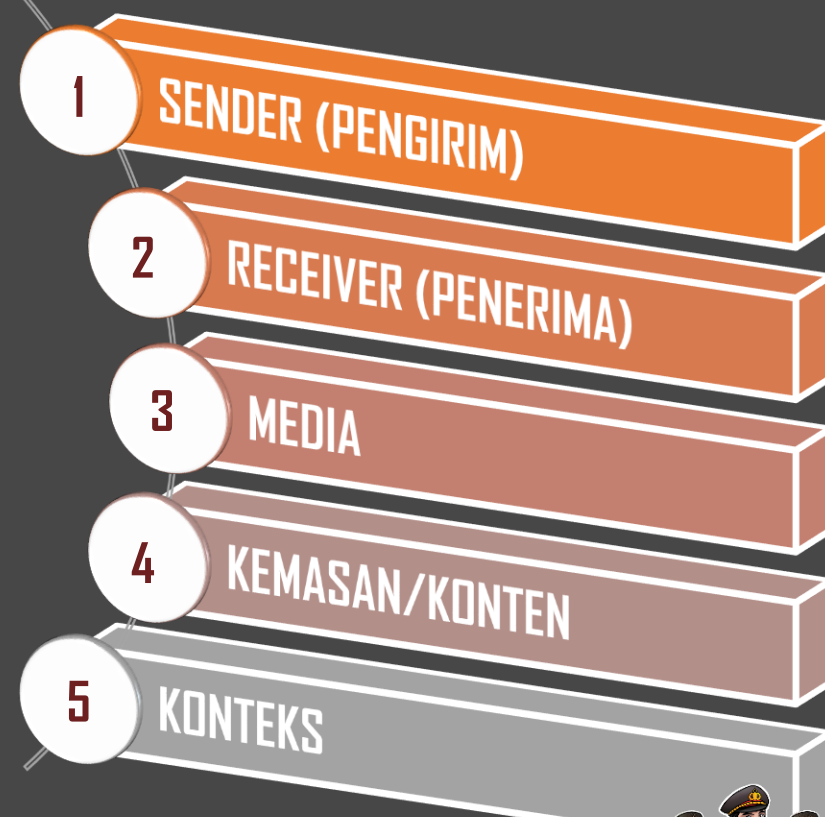 1
SENDER (PENGIRIM)
2
RECEIVER (PENERIMA)
3
MEDIA
4
KEMASAN/KONTEN
5
KONTEKS